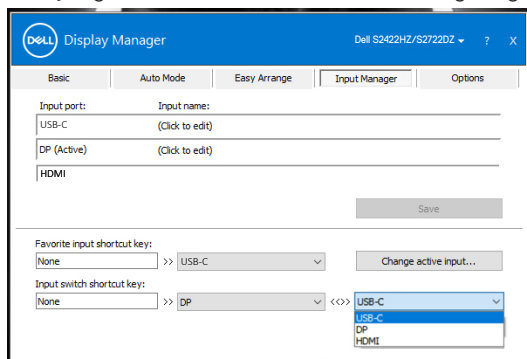 DELL Display Manager Dell S2422HZ/S2722DZ ? X
Basic Auto Mode Easy Arrange Input Manager Options
Input port: Input name:
USB-C (Click to edit)
DP (Active) (Click to edit)
HDMI
Save
Favorite input shortcut key:
None >> USB-C Change active input...
Input switch shortcut key:
None >> DP <<>> USB-C
USB-C
DP
HDMI